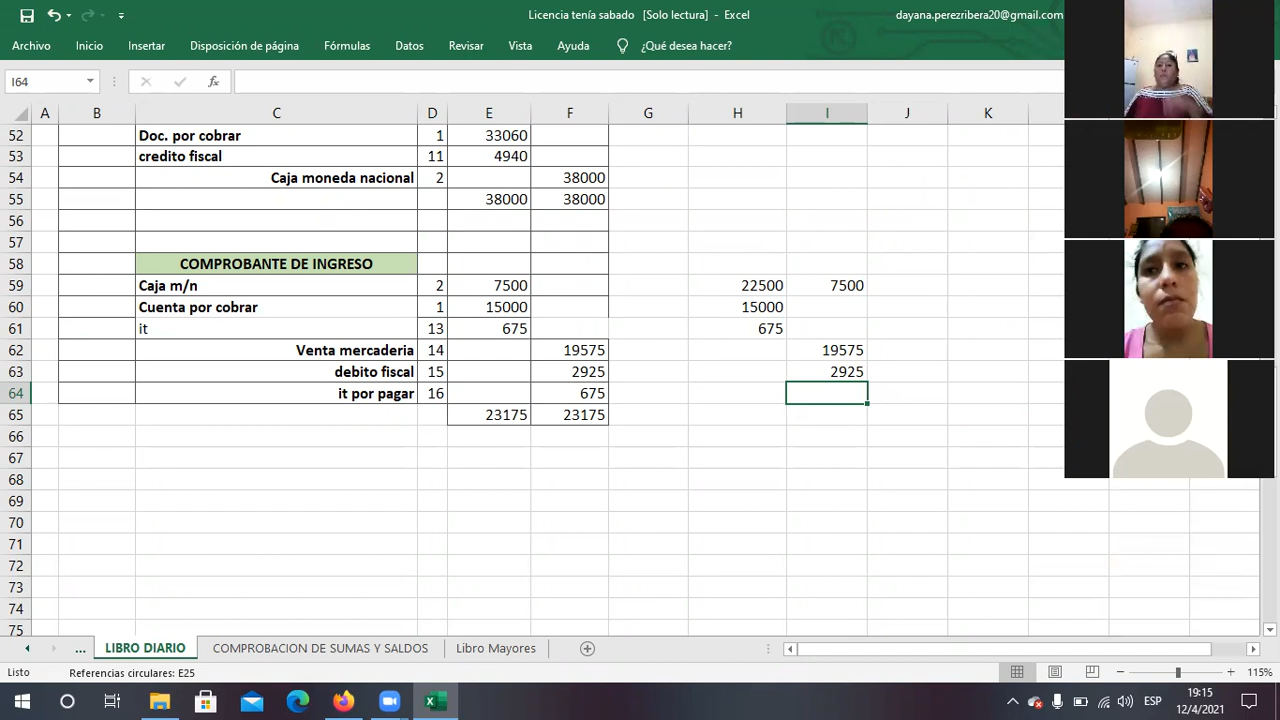 Licencia tenía sabado  [Solo lectura]  -  Excel
dayana.perezribera20@gmail.com
Archivo Inicio Insertar Disposición de página Fórmulas Datos Revisar Vista Ayuda ¿Qué desea hacer?
I64
fx
A B C D E F G H I J K
52 Doc. por cobrar 1 33060
53 credito fiscal 11 4940
54 Caja moneda nacional 2 38000
55 38000 38000
56
57
58 COMPROBANTE DE INGRESO
59 Caja m/n 2 7500 22500 7500
60 Cuenta por cobrar 1 15000 15000
61 it 13 675 675
62 Venta mercaderia 14 19575 19575
63 debito fiscal 15 2925 2925
64 it por pagar 16 675
65 23175 23175
66
67
68
69
70
71
72
73
74
75
... LIBRO DIARIO COMPROBACION DE SUMAS Y SALDOS Libro Mayores
Listo Referencias circulares: E25 115%
ESP
19:15
12/4/2021